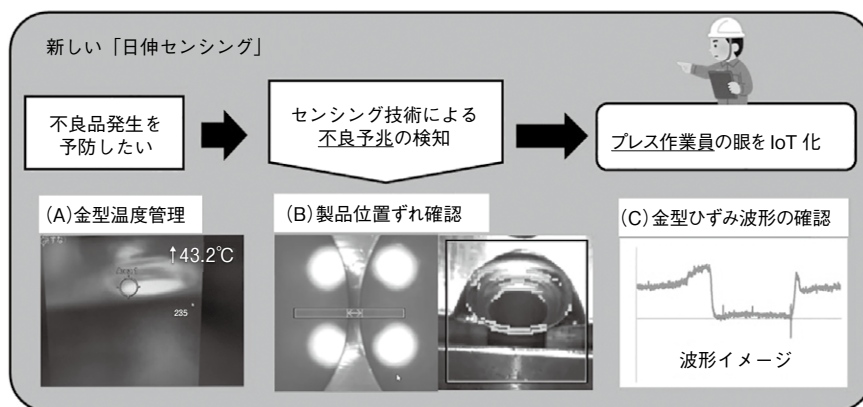 新しい「日伸センシング」
不良品発生を
予防したい
センシング技術による
不良予兆の検知
プレス作業員の眼をIoT化
(A)金型温度管理
↑43.2℃
235
(B)製品位置ずれ確認
(C)金型ひずみ波形の確認
波形イメージ